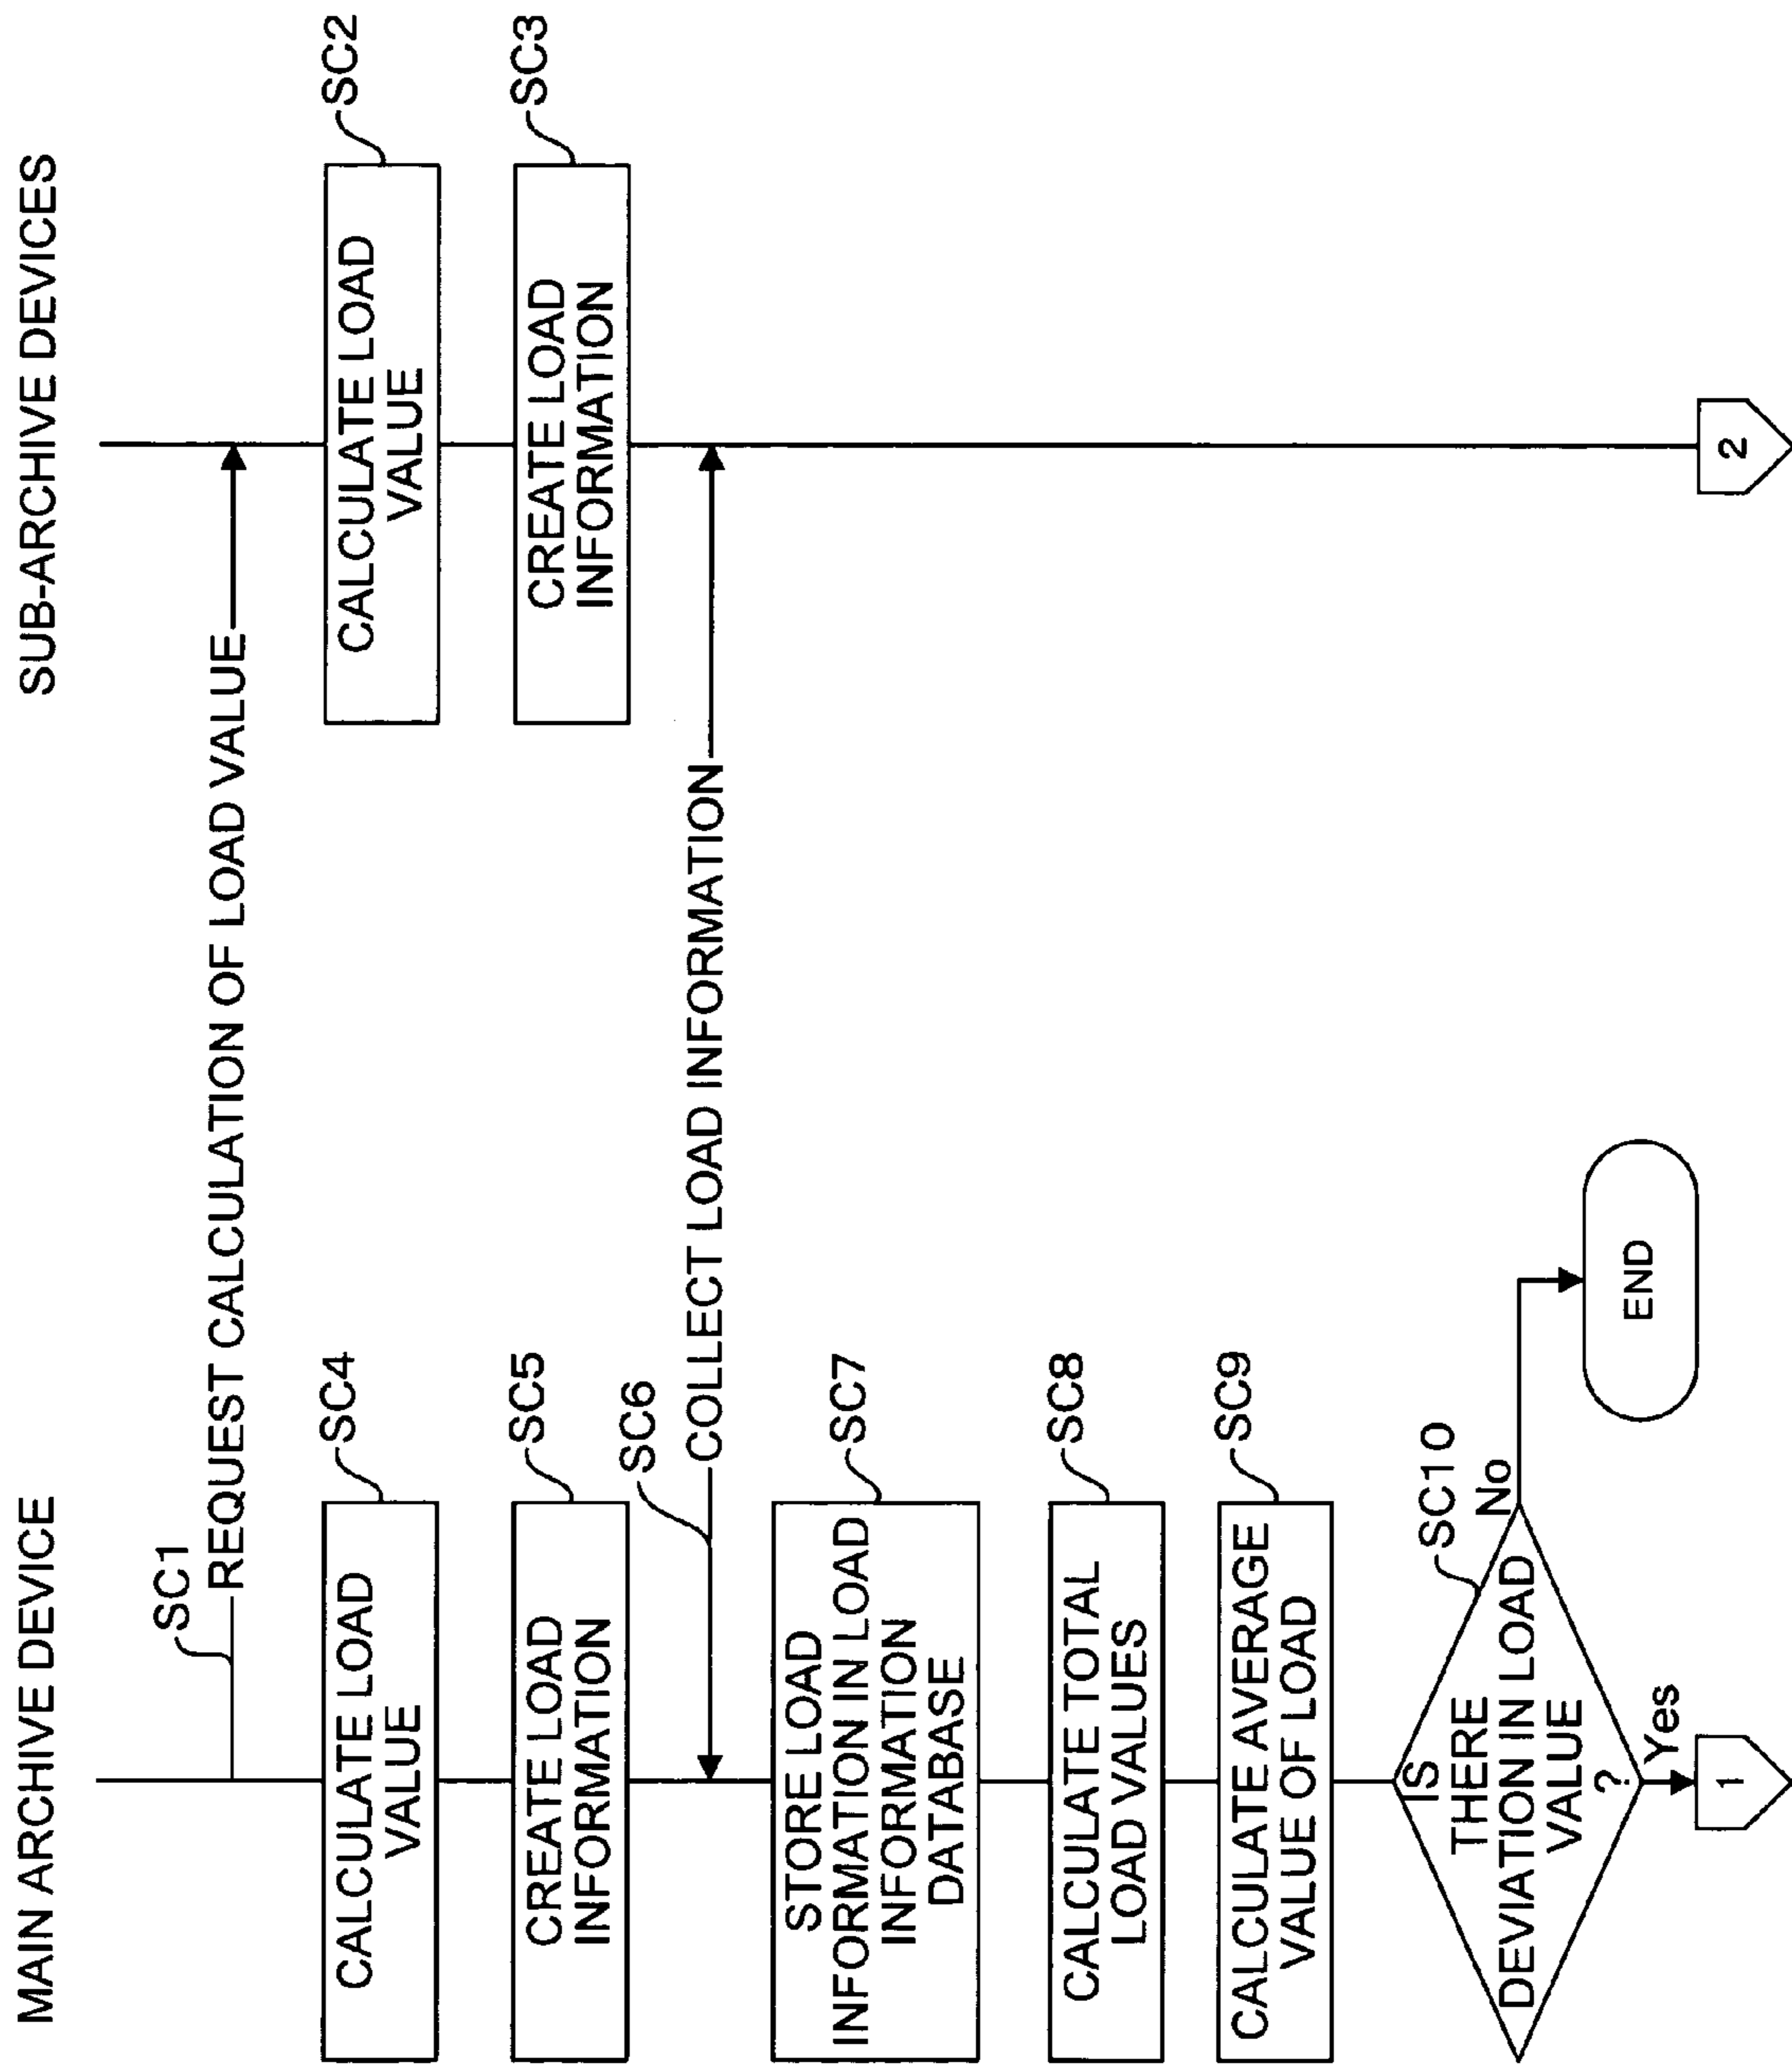 MAIN ARCHIVE DEVICE
SUB-ARCHIVE DEVICES
SC1
REQUEST CALCULATION OF LOAD VALUE
SC4
CALCULATE LOAD
VALUE
SC2
CALCULATE LOAD
VALUE
SC5
CREATE LOAD
INFORMATION
SC3
CREATE LOAD
INFORMATION
SC6
COLLECT LOAD INFORMATION
SC7
STORE LOAD
INFORMATION IN LOAD
INFORMATION
DATABASE
SC8
CALCULATE TOTAL
LOAD VALUES
SC9
CALCULATE AVERAGE
VALUE OF LOAD
SC10
IS
THERE
DEVIATION IN LOAD
VALUE
?
No
END
Yes
1
2